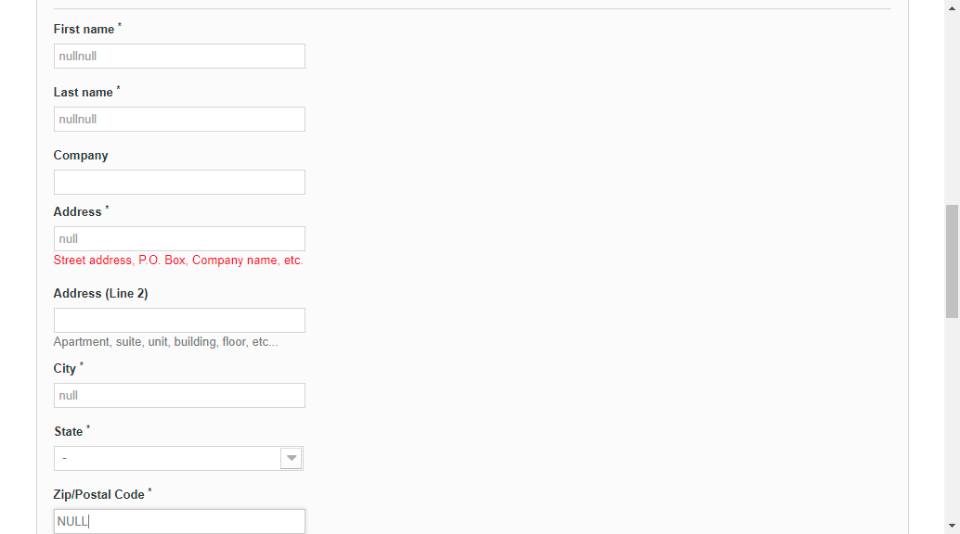 First name *
nullnull
Last name *
nullnull
Company
Address *
null
Street address, P.O. Box, Company name, etc.
Address (Line 2)
Apartment, suite, unit, building, floor, etc...
City *
null
State *
-
Zip/Postal Code *
NULL